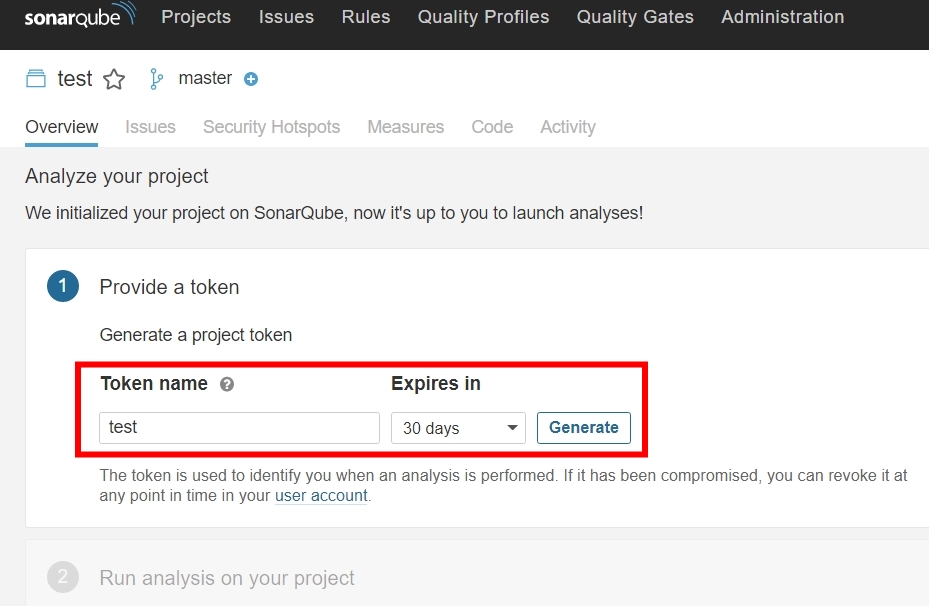 sonarqube Projects Issues Rules Quality Profiles Quality Gates Administration
test master
Overview Issues Security Hotspots Measures Code Activity
Analyze your project
We initialized your project on SonarQube, now it's up to you to launch analyses!
1 Provide a token
Generate a project token
Token name ? Expires in
test 30 days Generate
The token is used to identify you when an analysis is performed. If it has been compromised, you can revoke it at
any point in time in your user account.
2 Run analysis on your project